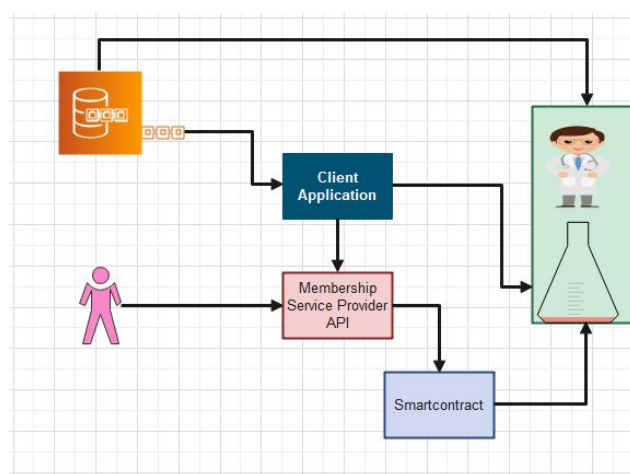 Client
Application
Membership
Service Provider
API
Smartcontract